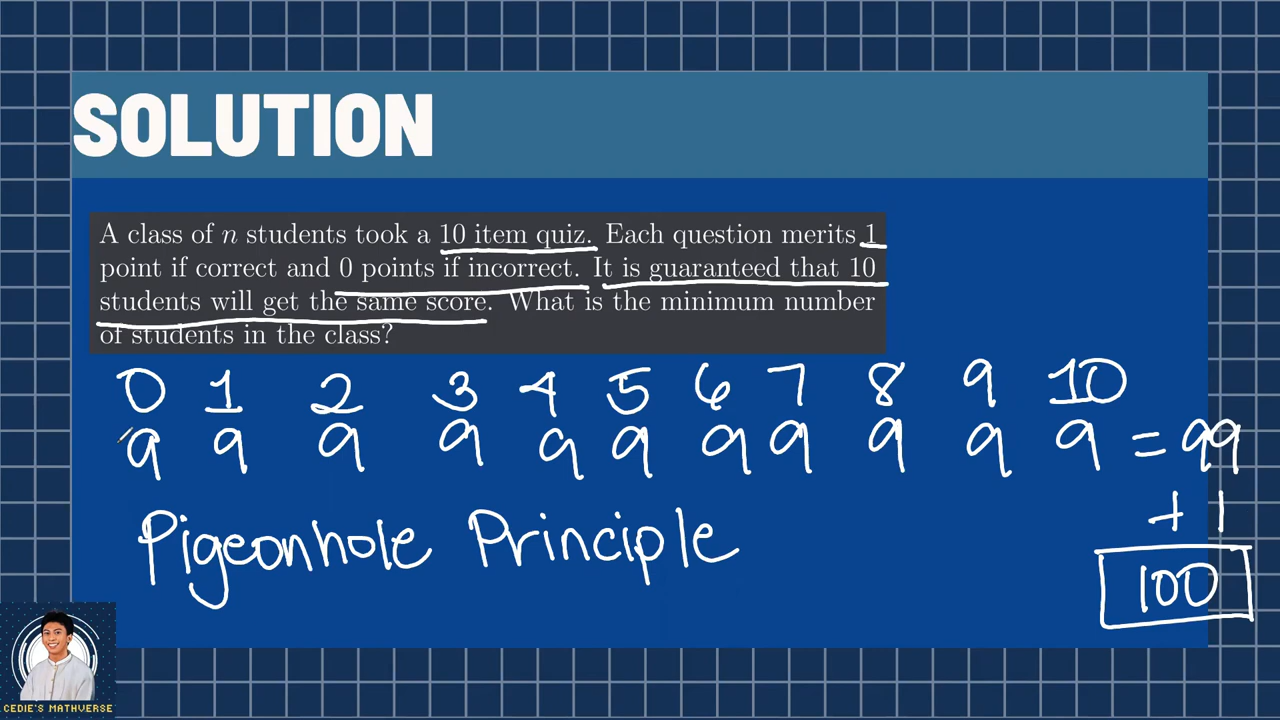 SOLUTION
A class of n students took a 10 item quiz. Each question merits 1
point if correct and 0 points if incorrect. It is guaranteed that 10
students will get the same score. What is the minimum number
of students in the class?
0 1 2 3 4 5 6 7 8 9 10
9 9 9 9 9 9 9 9 9 9 9 = 99
+ 1
Pigeonhole Principle
100
CEDIE'S MATHVERSE